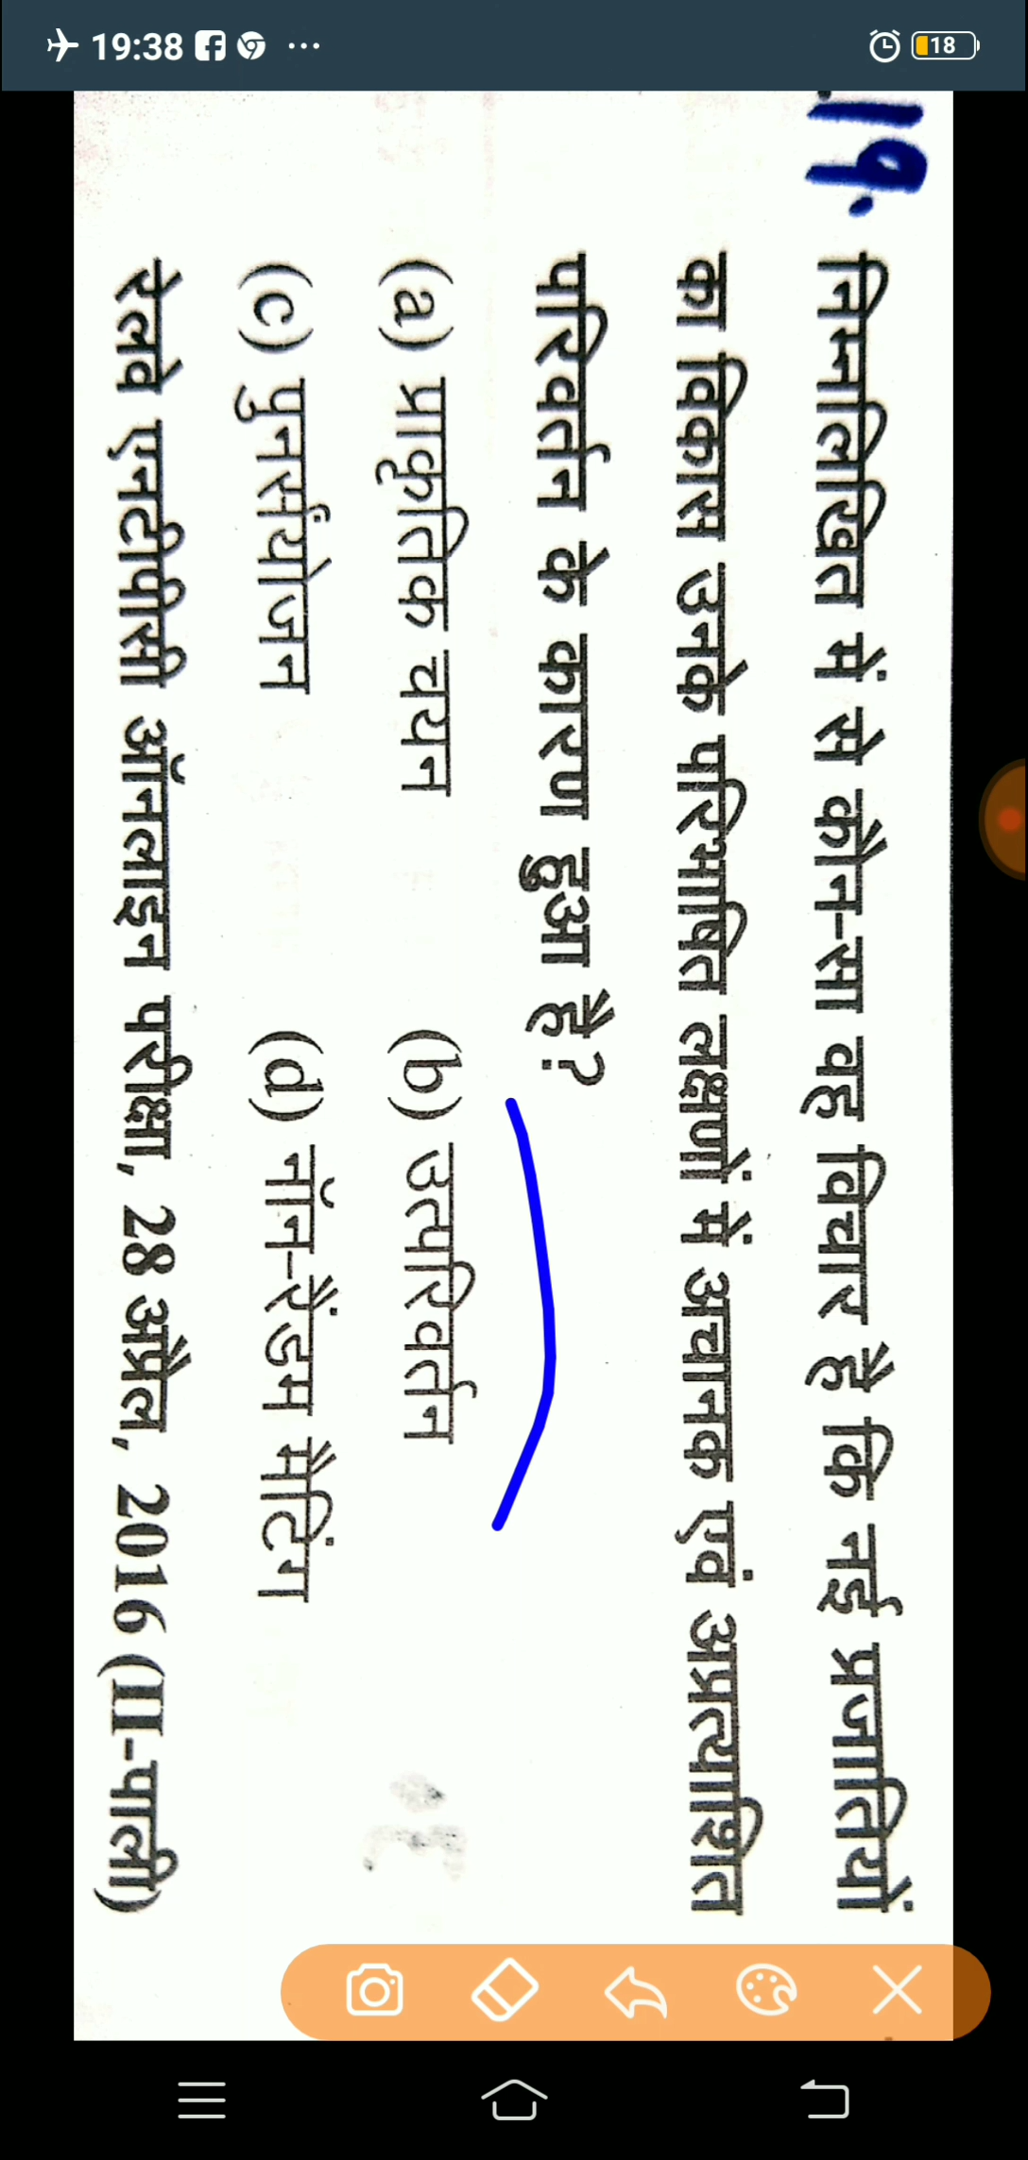 19:38
18
19.
निम्नलिखित में से कौन-सा वह विचार है कि नई प्रजातियों
का विकास उनके परिभाषित लक्षणों में अचानक एवं अप्रत्याशित
परिवर्तन के कारण हुआ है?
(a) प्राकृतिक चयन (b) उत्परिवर्तन
(c) पुनर्संयोजन (d) नॉन-रैंडम मैटिंग
रेलवे एनटीपीसी ऑनलाइन परीक्षा, 28 अप्रैल, 2016 (II-पाली)